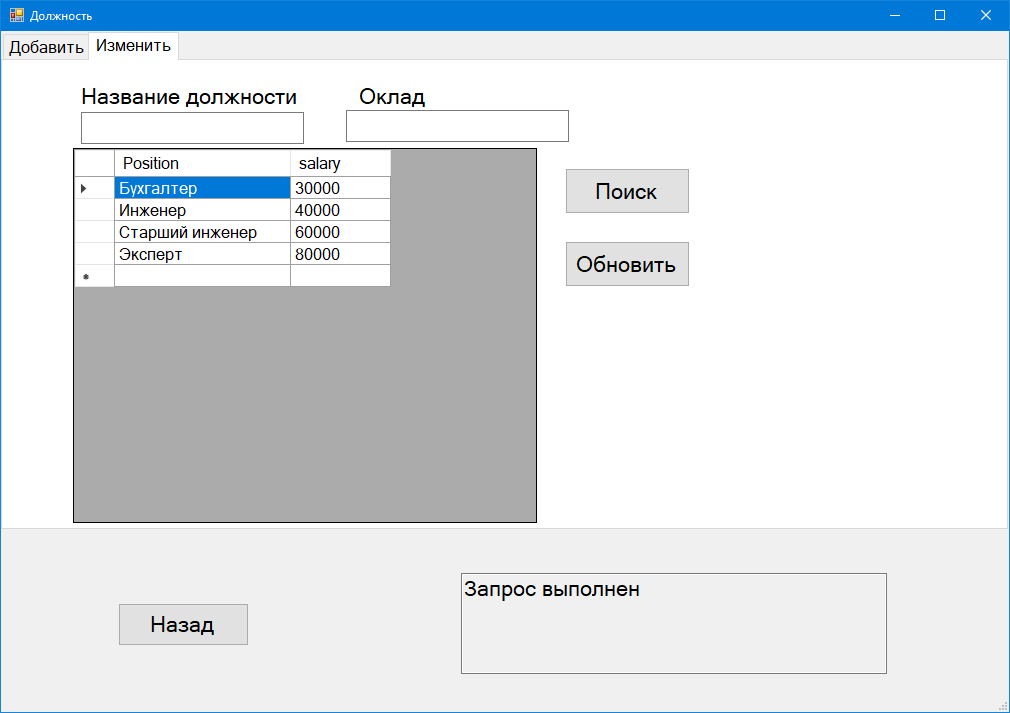 Должность
Добавить Изменить
Название должности Оклад
Position salary
Бухгалтер 30000
Инженер 40000
Старший инженер 60000
Эксперт 80000
Поиск
Обновить
Запрос выполнен
Назад